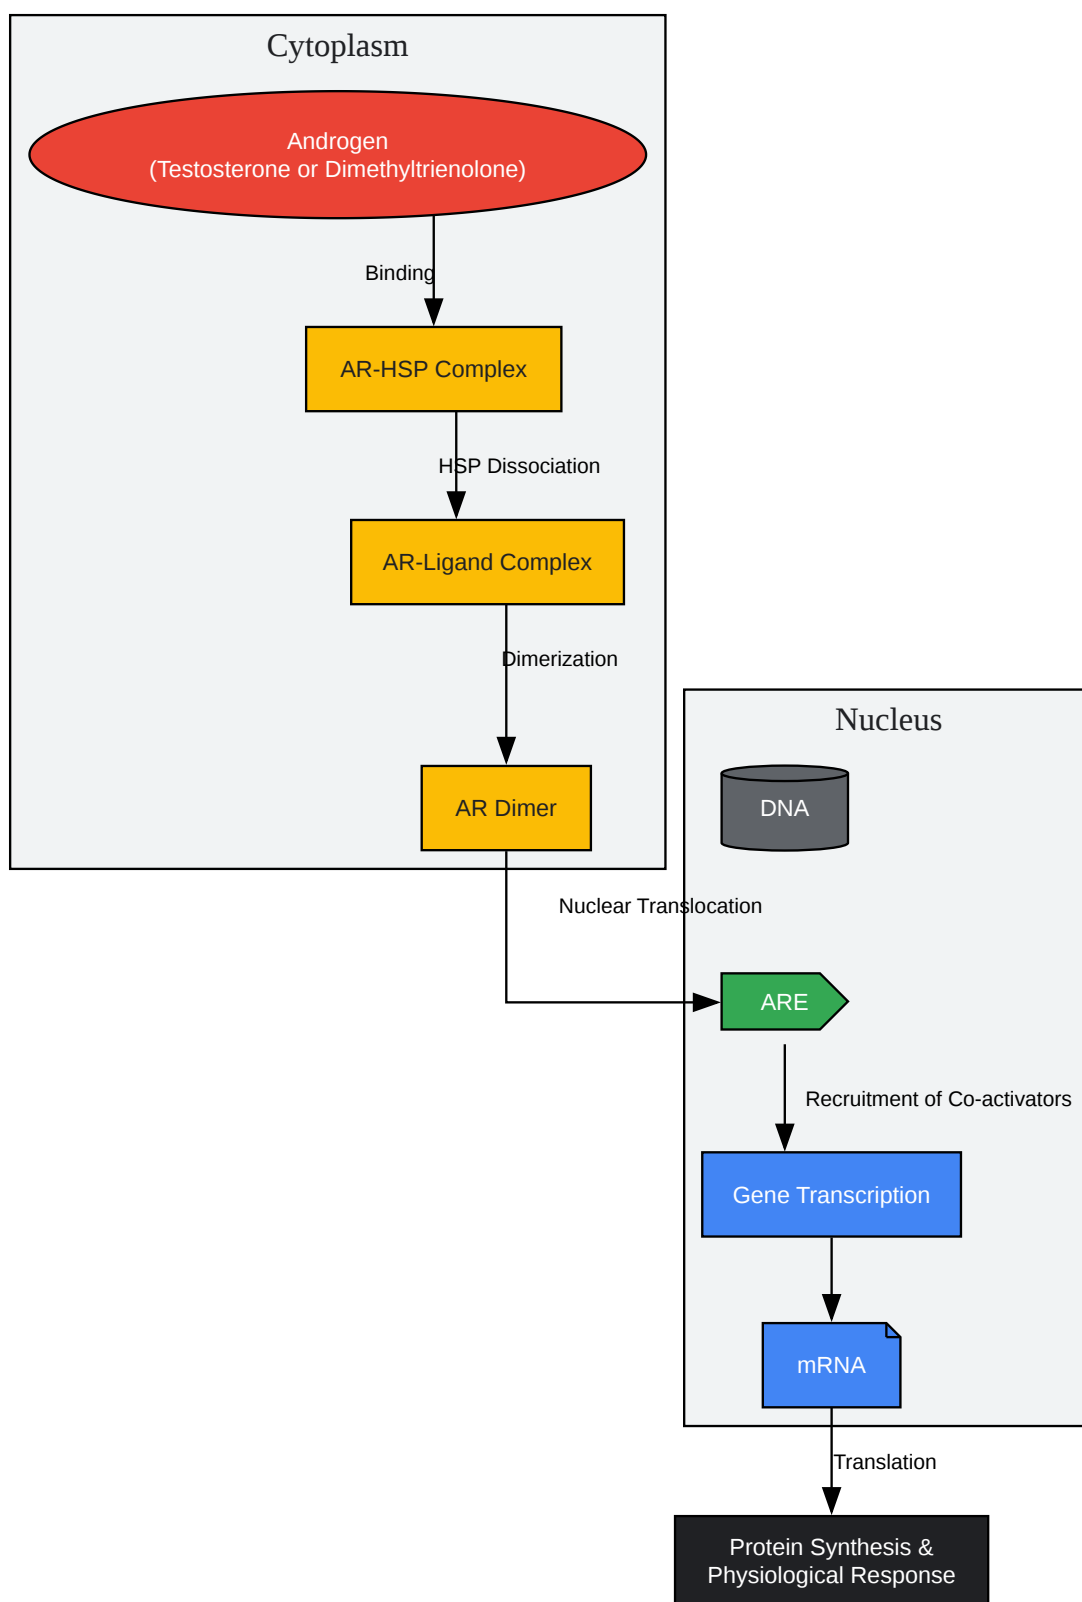 Cytoplasm
Androgen
(Testosterone or Dimethyltrienolone)
Binding
AR-HSP Complex
HSP Dissociation
AR-Ligand Complex
Dimerization
AR Dimer
Nucleus
DNA
Nuclear Translocation
ARE
Recruitment of Co-activators
Gene Transcription
mRNA
Translation
Protein Synthesis &
Physiological Response